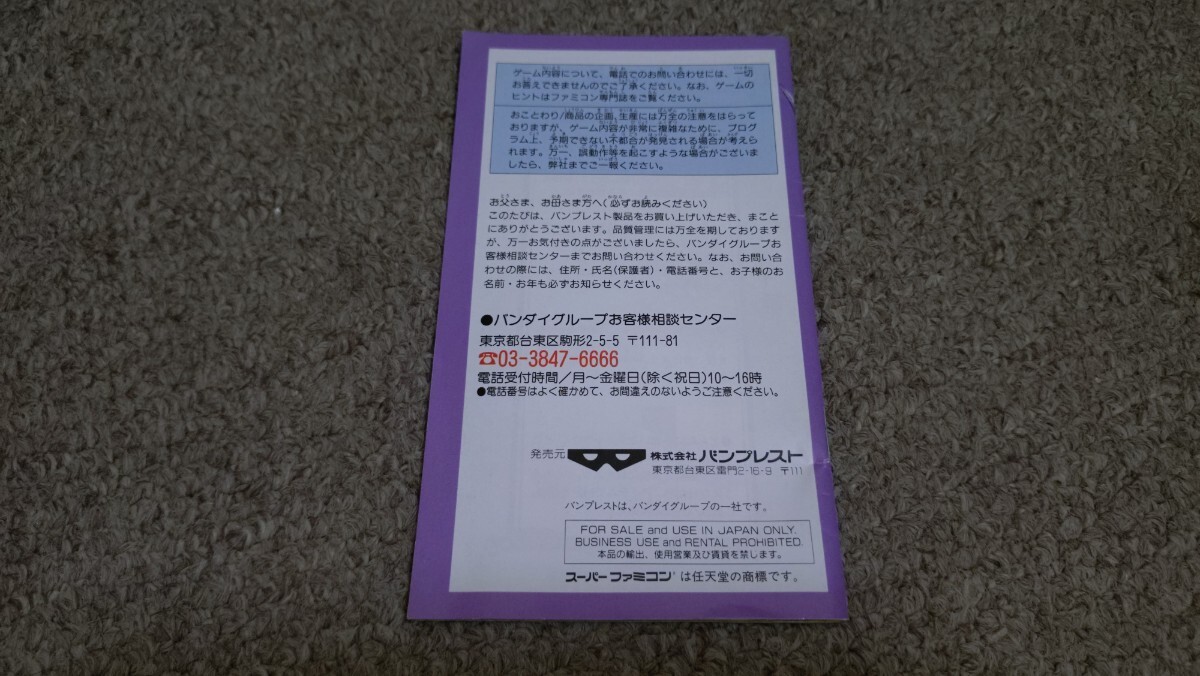 ゲーム内容について、電話でのお問い合わせには、一切
お答えできませんのでご了承ください。なお、ゲームの
ヒントはファミコン専門誌をご覧ください。
おことわり/商品の企画、生産には万全の注意をはらって
おりますが、ゲーム内容が非常に複雑なために、プログ
ラム上、予期できない不都合が発見される場合が考えら
れます。万一、誤動作等を起こすような場合がございま
したら、弊社までご一報ください。
お父さま、お母さま方へ(必ずお読みください)
このたびは、バンプレスト製品をお買い上げいただき、まこと
にありがとうございます。品質管理には万全を期しております
が、万一お気付きの点がございましたら、バンダイグループお
客様相談センターまでお問い合わせください。なお、お問い合
わせの際には、住所・氏名(保護者)・電話番号と、お子様のお
名前・お年も必ずお知らせください。
●バンダイグループお客様相談センター
東京都台東区駒形2-5-5 〒111-81
☎03-3847-6666
電話受付時間/月〜金曜日(除く祝日)10〜16時
●電話番号はよく確かめて、お間違えのないようご注意ください。
発売元 株式会社 バンプレスト
東京都台東区雷門2-16-9 〒111
バンプレストは、バンダイグループの一社です。
FOR SALE and USE IN JAPAN ONLY.
BUSINESS USE and RENTAL PROHIBITED.
本品の輸出、使用営業及び賃貸を禁じます。
スーパーファミコン®は任天堂の商標です。